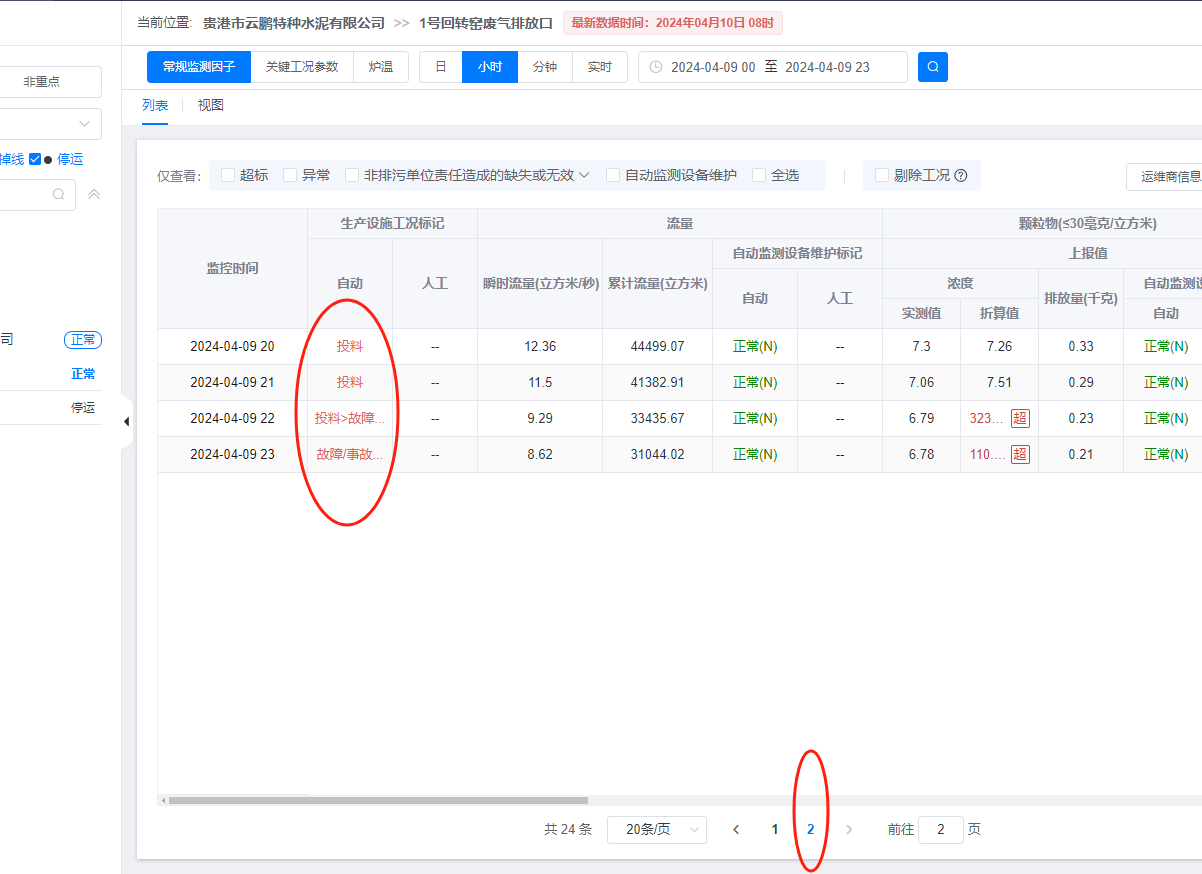 当前位置: 贵港市云鹏特种水泥有限公司 >> 1号回转窑废气排放口 最新数据时间：2024年04月10日 08时
非重点
常规监测因子 关键工况参数 炉温 日 小时 分钟 实时 2024-04-09 00 至 2024-04-09 23
列表 视图
掉线 停运
仅查看: 超标 异常 非排污单位责任造成的缺失或无效 自动监测设备维护 全选 剔除工况 运维商信息
监控时间 生产设施工况标记 流量 颗粒物(≤30毫克/立方米)
自动监测设备维护标记 上报值
自动 人工 瞬时流量(立方米/秒) 累计流量(立方米) 自动 人工 浓度 排放量(千克) 自动监测设
实测值 折算值 自动
2024-04-09 20 投料 -- 12.36 44499.07 正常(N) -- 7.3 7.26 0.33 正常(N)
2024-04-09 21 投料 -- 11.5 41382.91 正常(N) -- 7.06 7.51 0.29 正常(N)
2024-04-09 22 投料>故障... -- 9.29 33435.67 正常(N) -- 6.79 323... 超 0.23 正常(N)
2024-04-09 23 故障/事故... -- 8.62 31044.02 正常(N) -- 6.78 110.... 超 0.21 正常(N)
司 正常
正常
停运
共 24 条 20条/页 1 2 前往 2 页